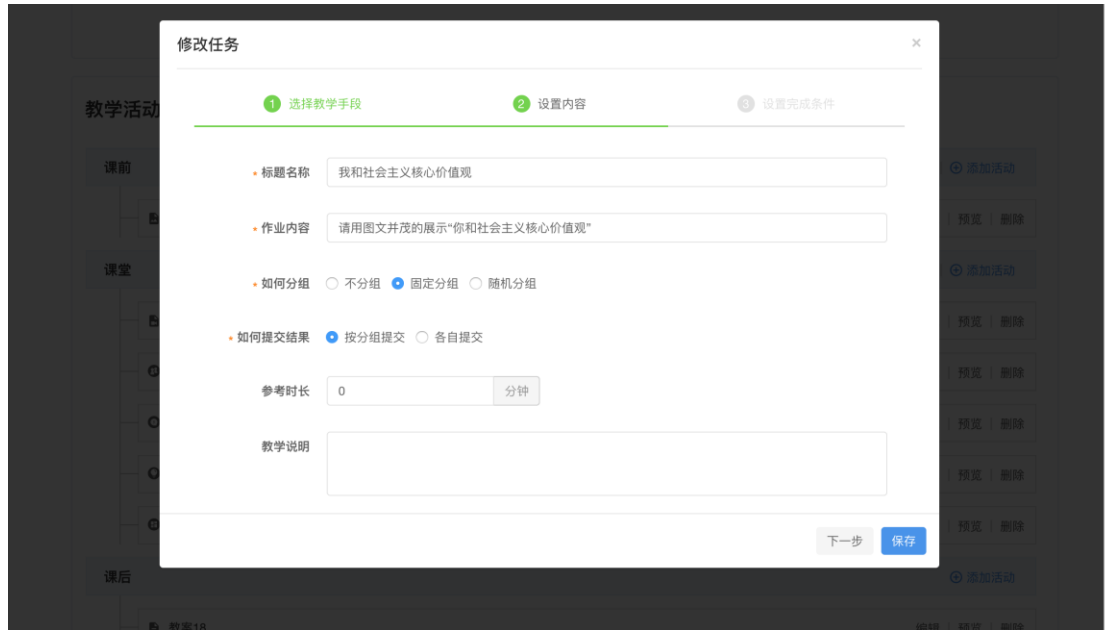 修改任务
×
1 选择教学手段 2 设置内容 3 设置完成条件
教学活动
课前 添加活动
* 标题名称 我和社会主义核心价值观
预览 删除
* 作业内容 请用图文并茂的展示“你和社会主义核心价值观”
课堂 添加活动
* 如何分组 不分组 固定分组 随机分组
预览 删除
* 如何提交结果 按分组提交 各自提交
预览 删除
参考时长 0 分钟
预览 删除
教学说明
预览 删除
预览 删除
下一步 保存
课后 添加活动
教案18 编辑 预览 删除